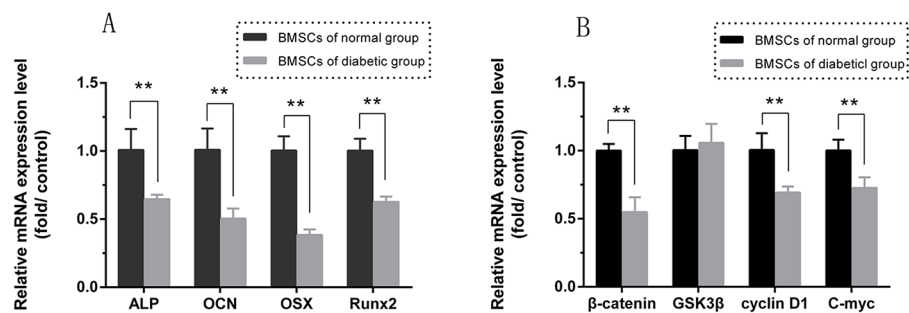 A
BMSCs of normal group
BMSCs of diabetic group
Relative mRNA expression level
(fold/ control)
1.5
1.0
0.5
0.0
**
**
**
**
ALP
OCN
OSX
Runx2
B
BMSCs of normal group
BMSCs of diabeticl group
Relative mRNA expression level
(fold/ control)
1.5
1.0
0.5
0.0
**
**
**
β-catenin
GSK3β
cyclin D1
C-myc